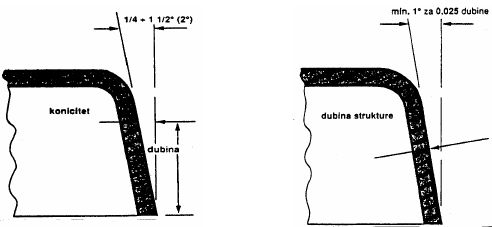 1/4 ÷ 1 1/2° (2°)
konicitet
dubina
min. 1° za 0.025 dubine
dubina strukture